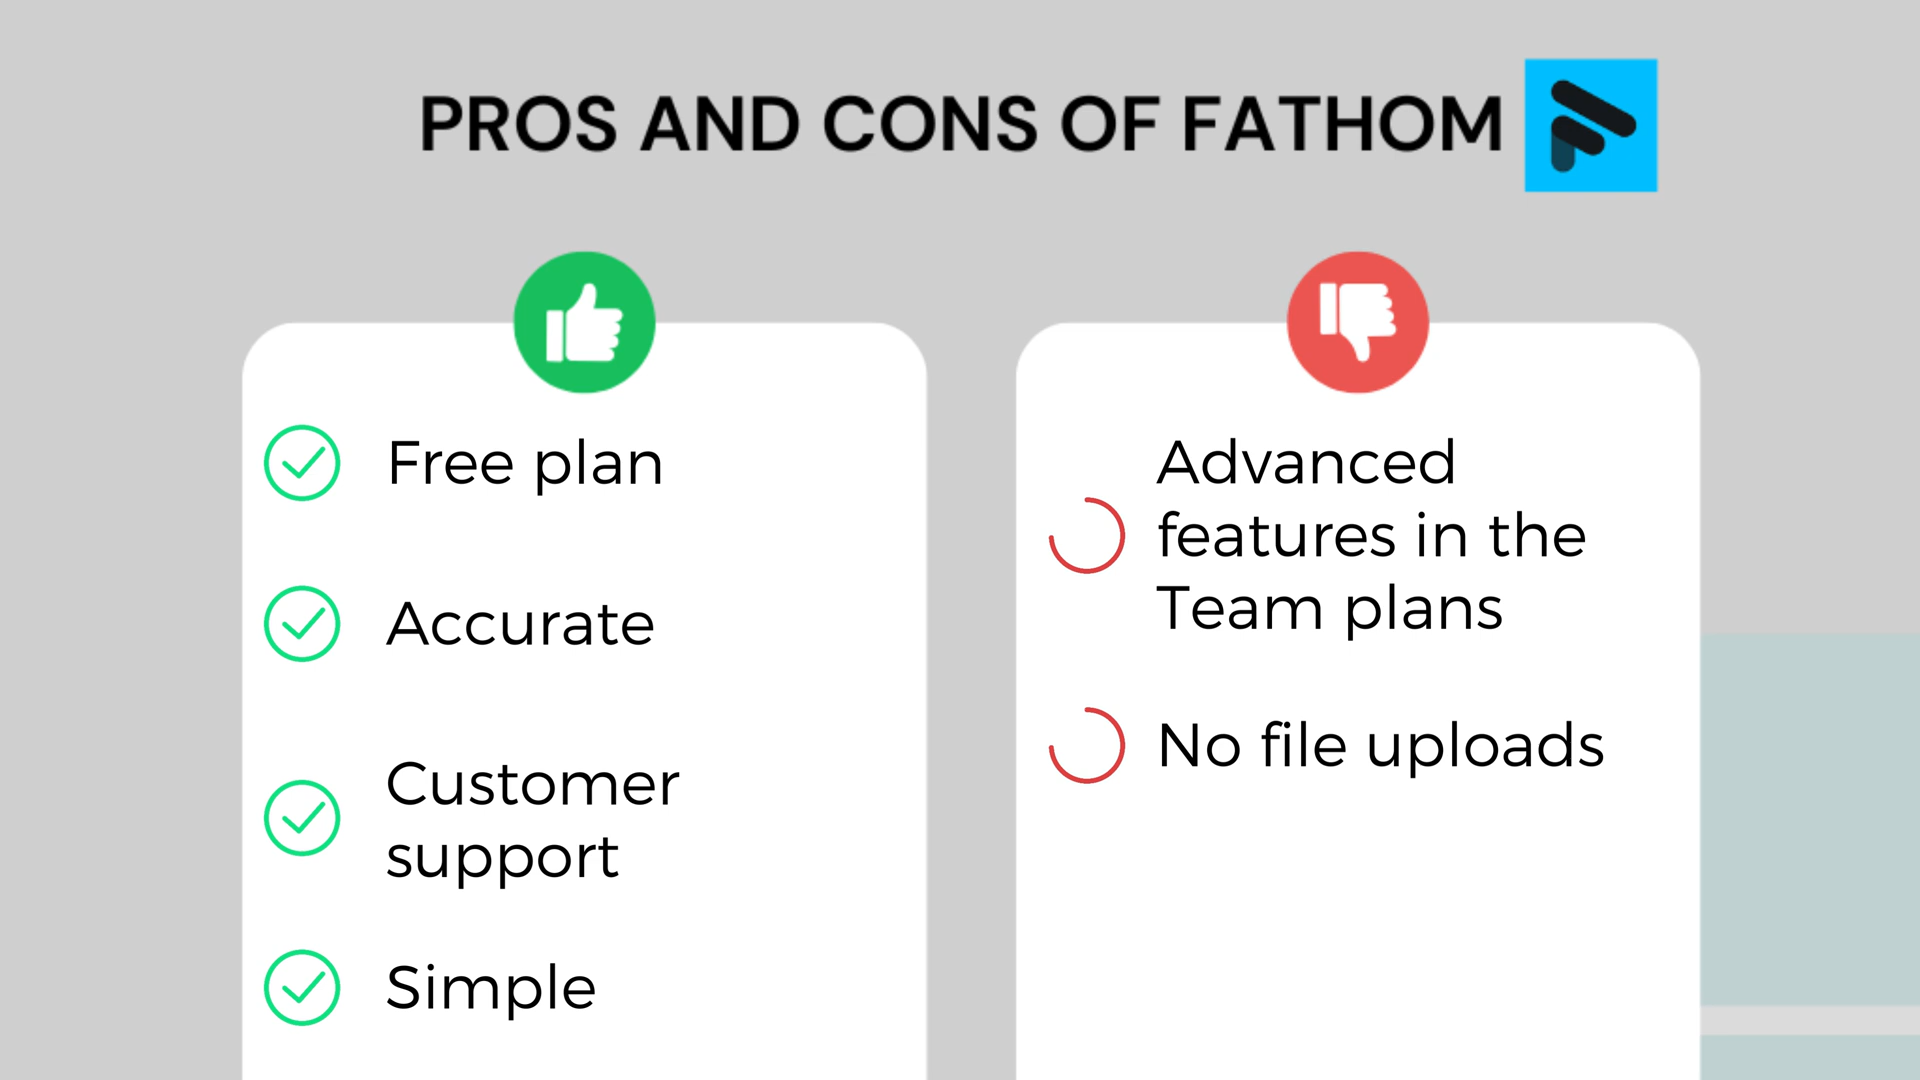 PROS AND CONS OF FATHOM
Free plan
Accurate
Customer
support
Simple
Advanced
features in the
Team plans
No file uploads